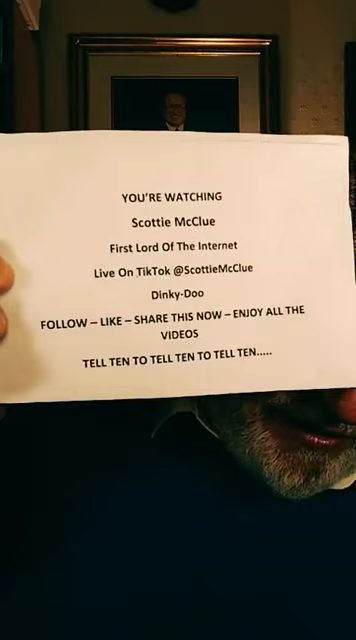 YOU'RE WATCHING
Scottie McClue
First Lord Of The Internet
Live On TikTok @ScottieMcClue
Dinky-Doo
FOLLOW – LIKE – SHARE THIS NOW – ENJOY ALL THE
VIDEOS
TELL TEN TO TELL TEN TO TELL TEN.....